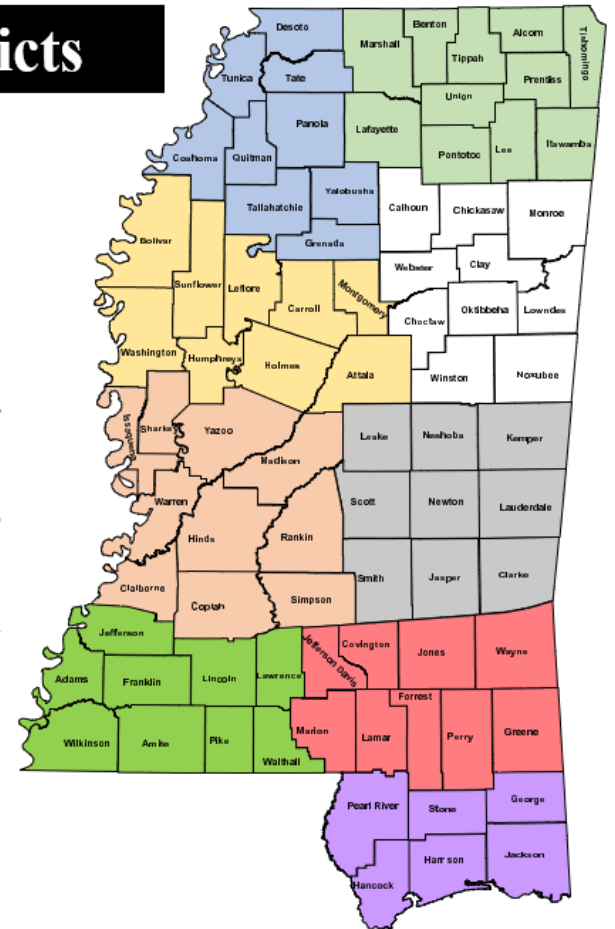 icts
Desoto
Marshall
Benton
Tippah
Alcorn
Tishomingo
Tunica
Tate
Prentiss
Union
Panola
Lafayette
Coahoma
Quitman
Pontotoc
Lee
Itawamba
Tallahatchie
Yalobusha
Calhoun
Chickasaw
Monroe
Bolivar
Grenada
Sunflower
Leflore
Webster
Clay
Carroll
Montgomery
Choctaw
Oktibbeha
Lowndes
Washington
Humphreys
Holmes
Attala
Winston
Noxubee
Issaquena
Sharkey
Yazoo
Leake
Neshoba
Kemper
Madison
Warren
Scott
Newton
Lauderdale
Hinds
Rankin
Claiborne
Copiah
Simpson
Smith
Jasper
Clarke
Jefferson
Jefferson Davis
Covington
Jones
Wayne
Adams
Franklin
Lincoln
Lawrence
Forrest
Wilkinson
Amite
Pike
Walthall
Marion
Lamar
Perry
Greene
Pearl River
Stone
George
Hancock
Harrison
Jackson